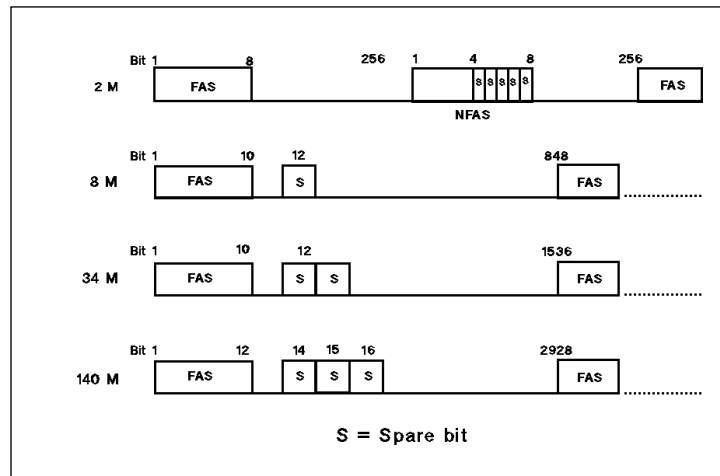 Bit 1 8 256 1 4 8 256
2 M FAS S S S S S FAS
NFAS
Bit 1 10 12 848
8 M FAS S FAS
Bit 1 10 12 1536
34 M FAS S S FAS
Bit 1 12 14 15 16 2928
140 M FAS S S S FAS
S = Spare bit